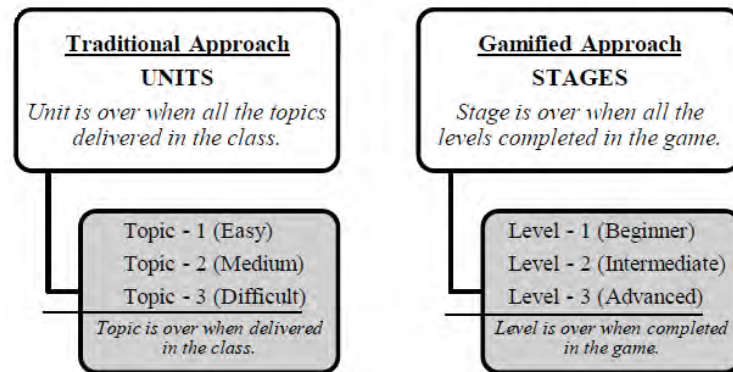 Traditional Approach
UNITS
Unit is over when all the topics
delivered in the class.
Topic - 1 (Easy)
Topic - 2 (Medium)
Topic - 3 (Difficult)
Topic is over when delivered
in the class.
Gamified Approach
STAGES
Stage is over when all the
levels completed in the game.
Level - 1 (Beginner)
Level - 2 (Intermediate)
Level - 3 (Advanced)
Level is over when completed
in the game.